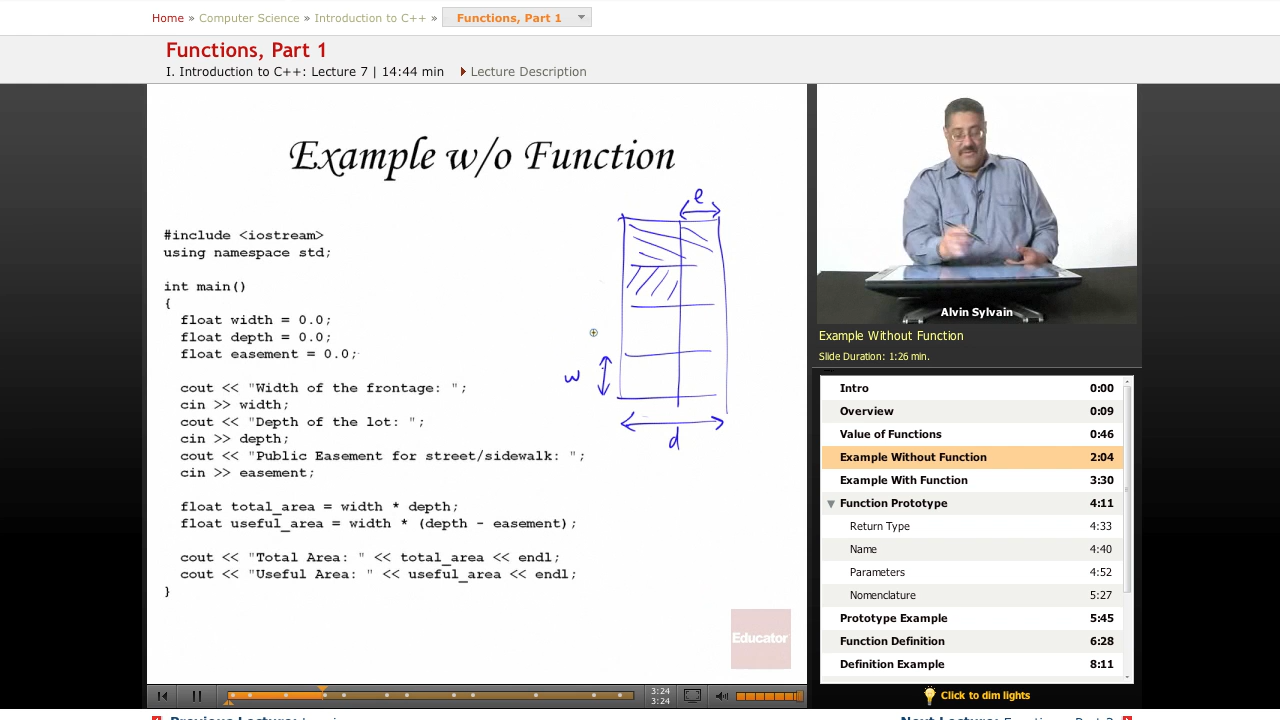 Home » Computer Science » Introduction to C++ » Functions, Part 1
Functions, Part 1
I. Introduction to C++: Lecture 7 | 14:44 min Lecture Description
Example w/o Function
#include <iostream>
using namespace std;
int main()
{
float width = 0.0;
float depth = 0.0;
float easement = 0.0;
cout << "Width of the frontage: ";
cin >> width;
cout << "Depth of the lot: ";
cin >> depth;
cout << "Public Easement for street/sidewalk: ";
cin >> easement;
float total_area = width * depth;
float useful_area = width * (depth - easement);
cout << "Total Area: " << total_area << endl;
cout << "Useful Area: " << useful_area << endl;
}
e
w
d
Educator
3:24
3:24
Alvin Sylvain
Example Without Function
Slide Duration: 1:26 min.
Intro 0:00
Overview 0:09
Value of Functions 0:46
Example Without Function 2:04
Example With Function 3:30
Function Prototype 4:11
Return Type 4:33
Name 4:40
Parameters 4:52
Nomenclature 5:27
Prototype Example 5:45
Function Definition 6:28
Definition Example 8:11
Click to dim lights